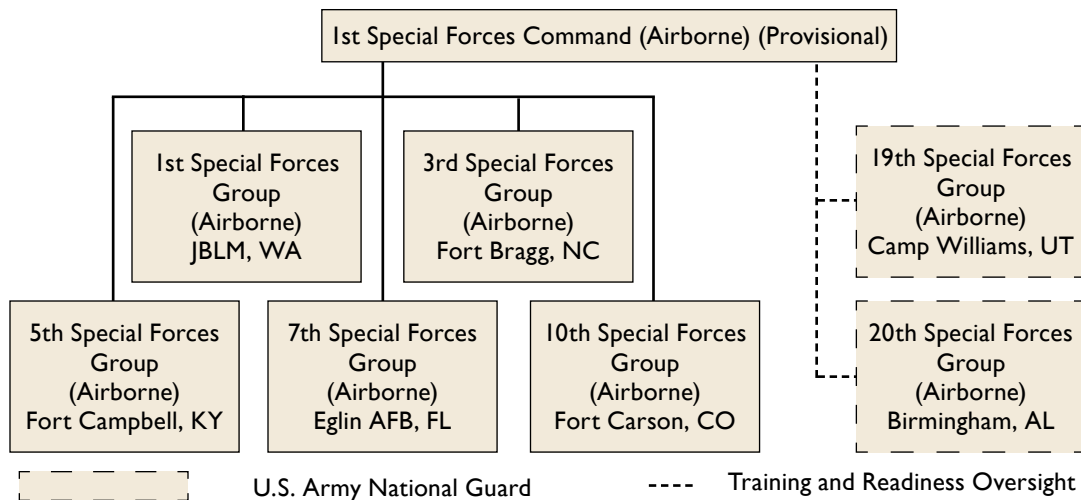 1st Special Forces Command (Airborne) (Provisional)
1st Special Forces
Group
(Airborne)
JBLM, WA
3rd Special Forces
Group
(Airborne)
Fort Bragg, NC
19th Special Forces
Group
(Airborne)
Camp Williams, UT
5th Special Forces
Group
(Airborne)
Fort Campbell, KY
7th Special Forces
Group
(Airborne)
Eglin AFB, FL
10th Special Forces
Group
(Airborne)
Fort Carson, CO
20th Special Forces
Group
(Airborne)
Birmingham, AL
U.S. Army National Guard
Training and Readiness Oversight